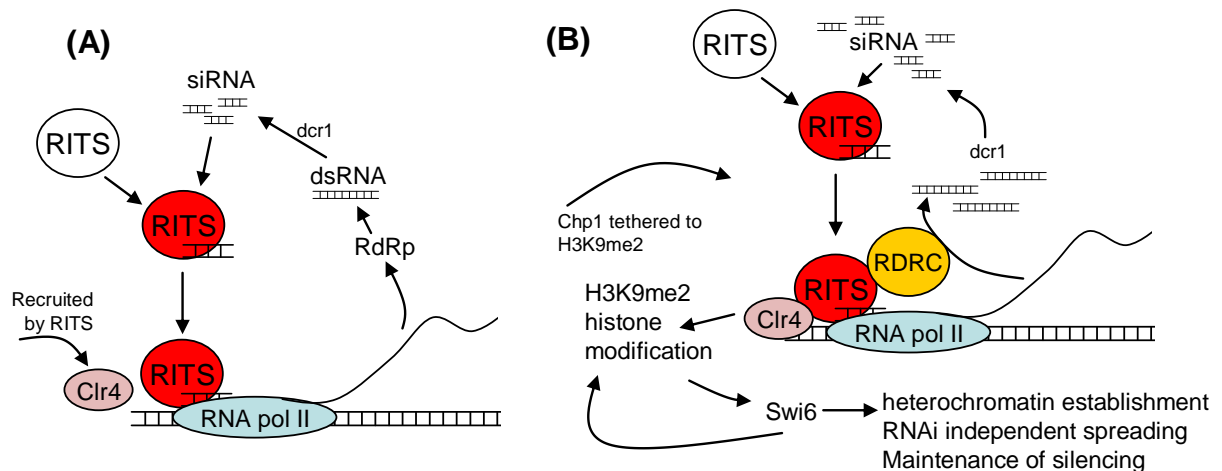 (A)
siRNA
RITS
dcr1
dsRNA
RITS
RdRp
Recruited
by RITS
Clr4
RITS
RNA pol II
(B)
RITS
siRNA
RITS
dcr1
Chp1 tethered to
H3K9me2
RDRC
RITS
Clr4
RNA pol II
H3K9me2
histone
modification
Swi6
heterochromatin establishment
RNAi independent spreading
Maintenance of silencing